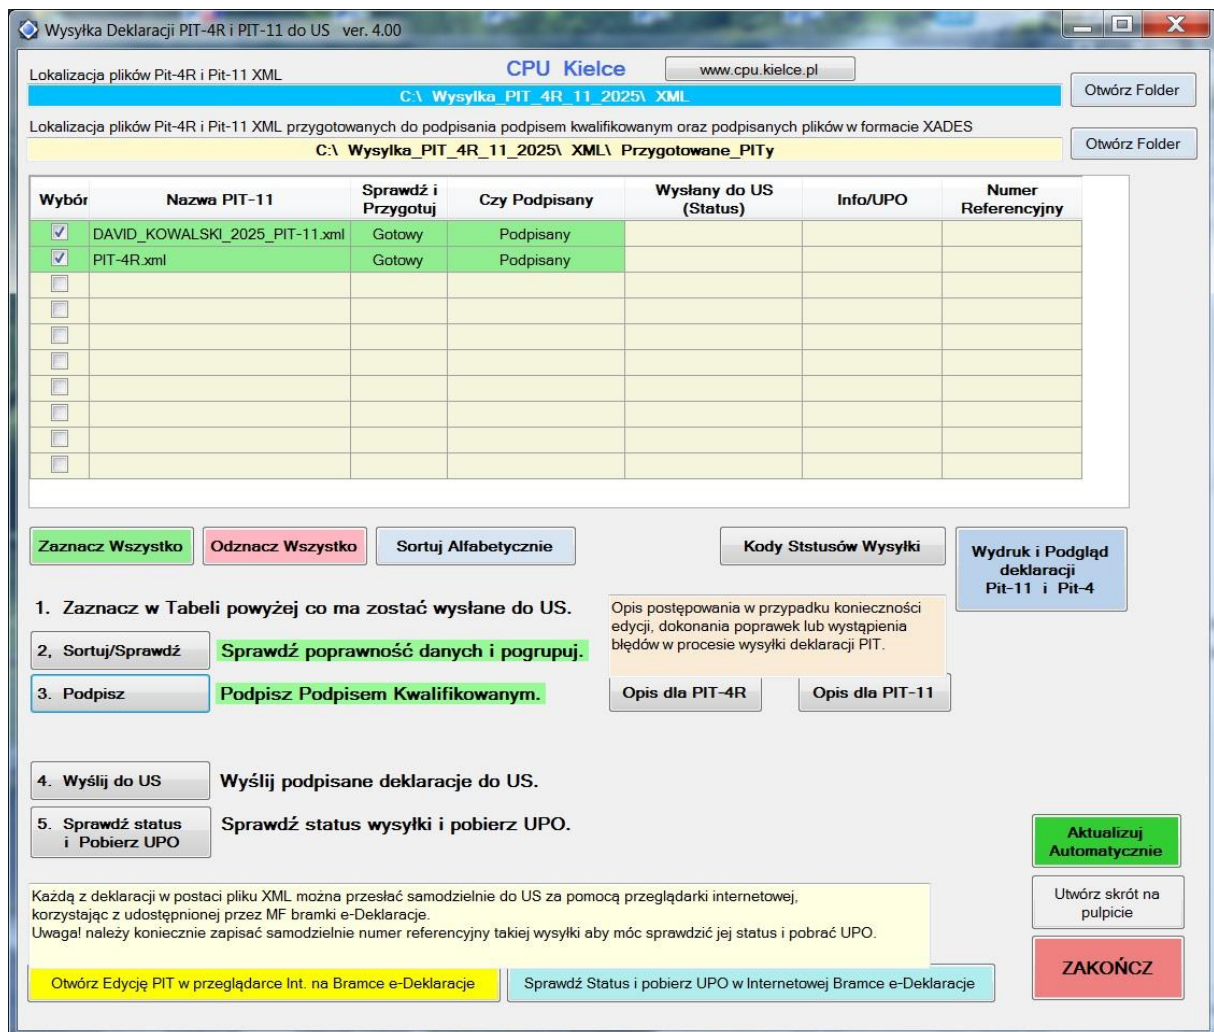 Wysyłka Deklaracji PIT-4R i PIT-11 do US ver. 4.00
Lokalizacja plików Pit-4R i Pit-11 XML
CPU Kielce
www.cpu.kielce.pl
C:\ Wysylka_PIT_4R_11_2025\ XML
Otwórz Folder
Lokalizacja plików Pit-4R i Pit-11 XML przygotowanych do podpisania podpisem kwalifikowanym oraz podpisanych plików w formacie XADES
C:\ Wysylka_PIT_4R_11_2025\ XML\ Przygotowane_PITy
Otwórz Folder
Wybór
Nazwa PIT-11
Sprawdź i
Przygotuj
Czy Podpisany
Wysłany do US
(Status)
Info/UPO
Numer
Referencyjny
DAVID_KOWALSKI_2025_PIT-11.xml Gotowy Podpisany
PIT-4R.xml Gotowy Podpisany
Zaznacz Wszystko
Odznacz Wszystko
Sortuj Alfabetycznie
Kody Ststusów Wysyłki
Wydruk i Podgląd
deklaracji
Pit-11 i Pit-4
1. Zaznacz w Tabeli powyżej co ma zostać wysłane do US.
2, Sortuj/Sprawdź
Sprawdź poprawność danych i pogrupuj.
3. Podpisz
Podpisz Podpisem Kwalifikowanym.
Opis postępowania w przypadku konieczności
edycji, dokonania poprawek lub wystąpienia
błędów w procesie wysyłki deklaracji PIT.
Opis dla PIT-4R
Opis dla PIT-11
4. Wyślij do US
Wyślij podpisane deklaracje do US.
5. Sprawdź status
i Pobierz UPO
Sprawdź status wysyłki i pobierz UPO.
Aktualizuj
Automatycznie
Każdą z deklaracji w postaci pliku XML można przesłać samodzielnie do US za pomocą przeglądarki internetowej,
korzystając z udostępnionej przez MF bramki e-Deklaracje.
Uwaga! należy koniecznie zapisać samodzielnie numer referencyjny takiej wysyłki aby móc sprawdzić jej status i pobrać UPO.
Utwórz skrót na
pulpicie
Otwórz Edycję PIT w przeglądarce Int. na Bramce e-Deklaracje
Sprawdź Status i pobierz UPO w Internetowej Bramce e-Deklaracje
ZAKOŃCZ